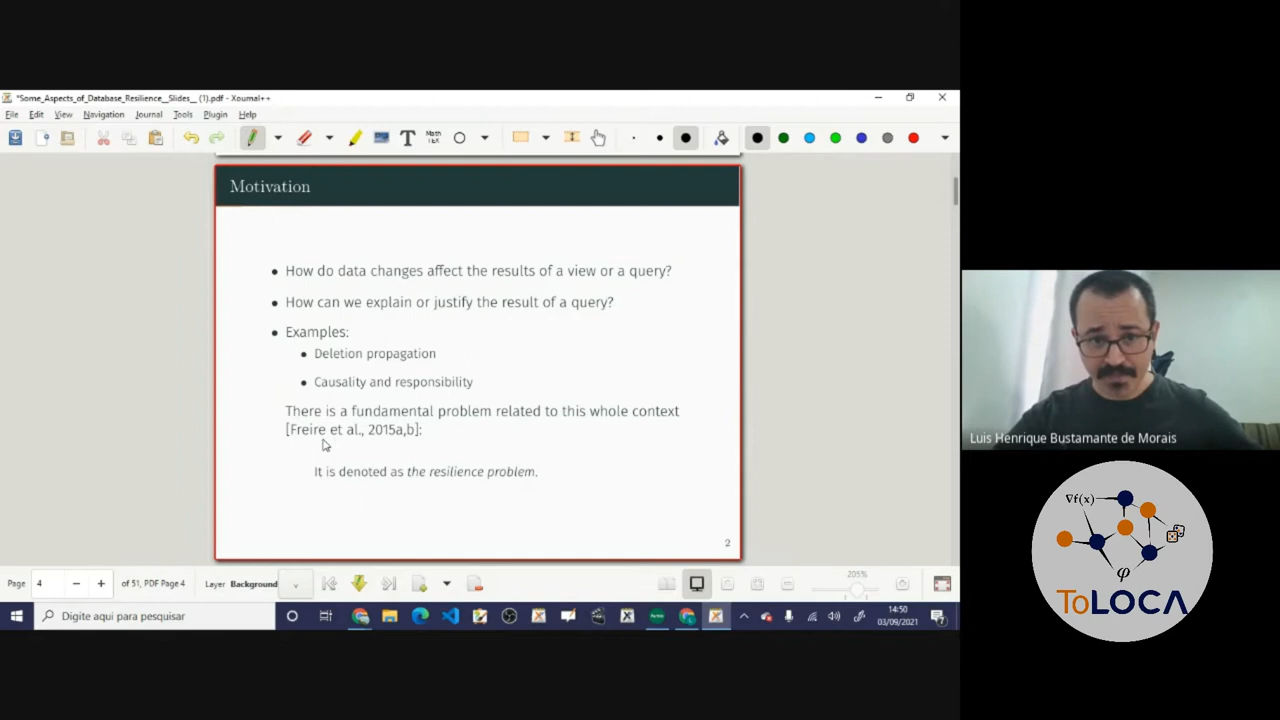 *Some_Aspects_of_Database_Resilience__Slides__ (1).pdf - Xournal++
File Edit View Navigation Journal Tools Plugin Help
Motivation
• How do data changes affect the results of a view or a query?
• How can we explain or justify the result of a query?
• Examples:
• Deletion propagation
• Causality and responsibility
There is a fundamental problem related to this whole context
[Freire et al., 2015a,b]:
It is denoted as the resilience problem.
2
Page 4 of 51, PDF Page 4 Layer Background 205%
Digite aqui para pesquisar
14:50
03/09/2021
Luis Henrique Bustamante de Morais
∇f(x)
φ
ToLOCA